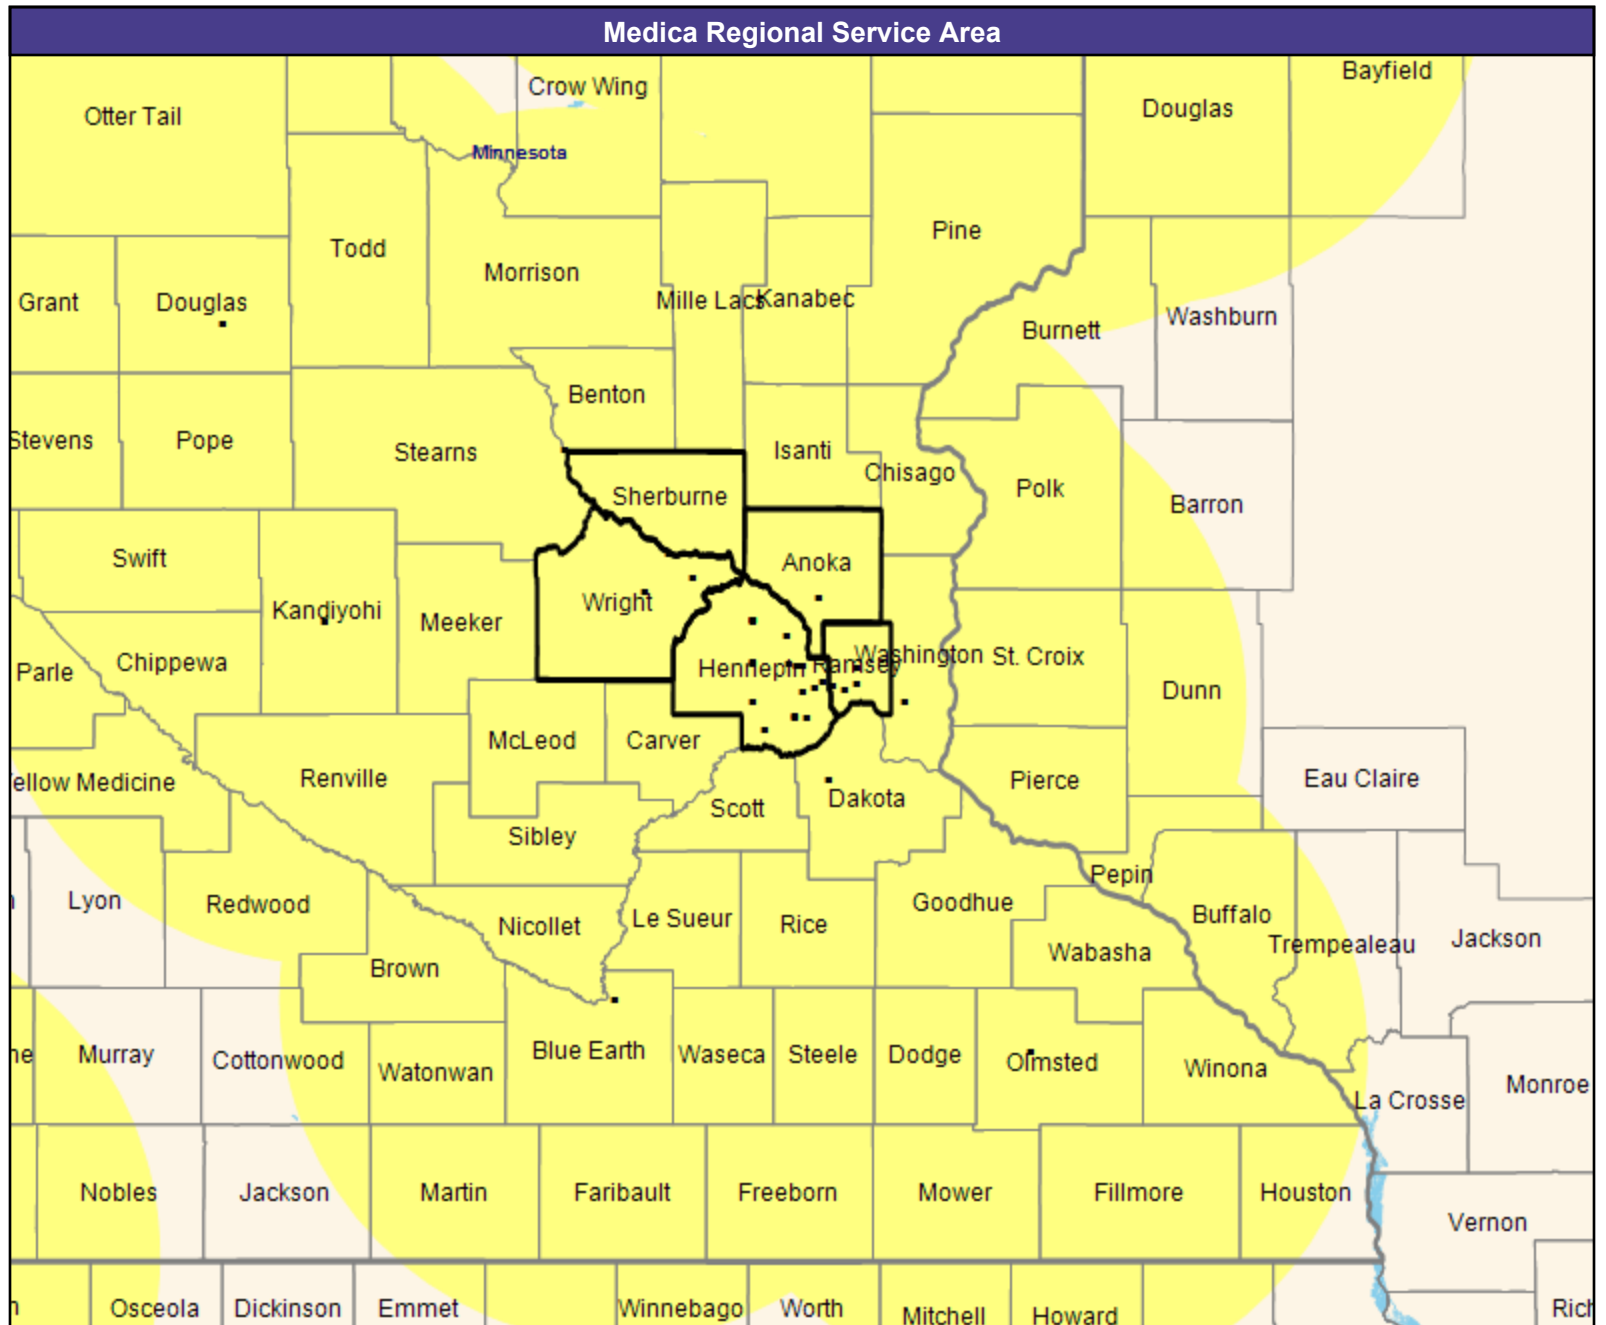 Medica Regional Service Area
Bayfield
Crow Wing
Douglas
Otter Tail
Minnesota
Pine
Todd
Morrison
Grant
Douglas
Mille Lacs
Kanabec
Washburn
Burnett
Benton
Stevens
Pope
Stearns
Isanti
Chisago
Polk
Sherburne
Barron
Swift
Anoka
Wright
Kandiyohi
Meeker
Washington
St. Croix
Parle
Chippewa
Hennepin
Ramsey
Dunn
McLeod
Carver
Renville
ellow Medicine
Pierce
Eau Claire
Scott
Dakota
Sibley
Pepin
Lyon
Redwood
Goodhue
Buffalo
Nicollet
Le Sueur
Rice
Trempealeau
Jackson
Wabasha
Brown
ne
Murray
Cottonwood
Watonwan
Blue Earth
Waseca
Steele
Dodge
Olmsted
Winona
Monroe
La Crosse
Nobles
Jackson
Martin
Faribault
Freeborn
Mower
Fillmore
Houston
Vernon
Osceola
Dickinson
Emmet
Winnebago
Worth
Mitchell
Howard
Rich